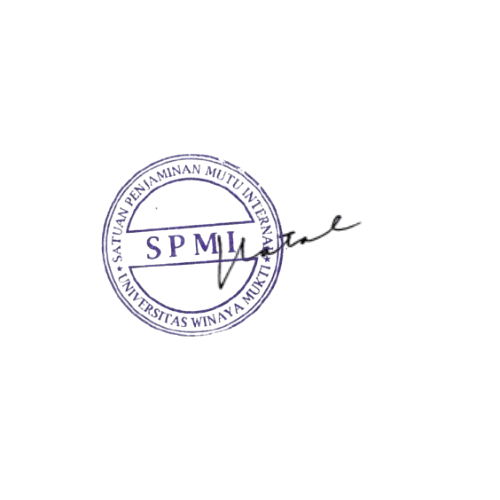 SATUAN PENJAMINAN MUTU INTERNAL
SPMI
★ UNIVERSITAS WINAYA MUKTI ★